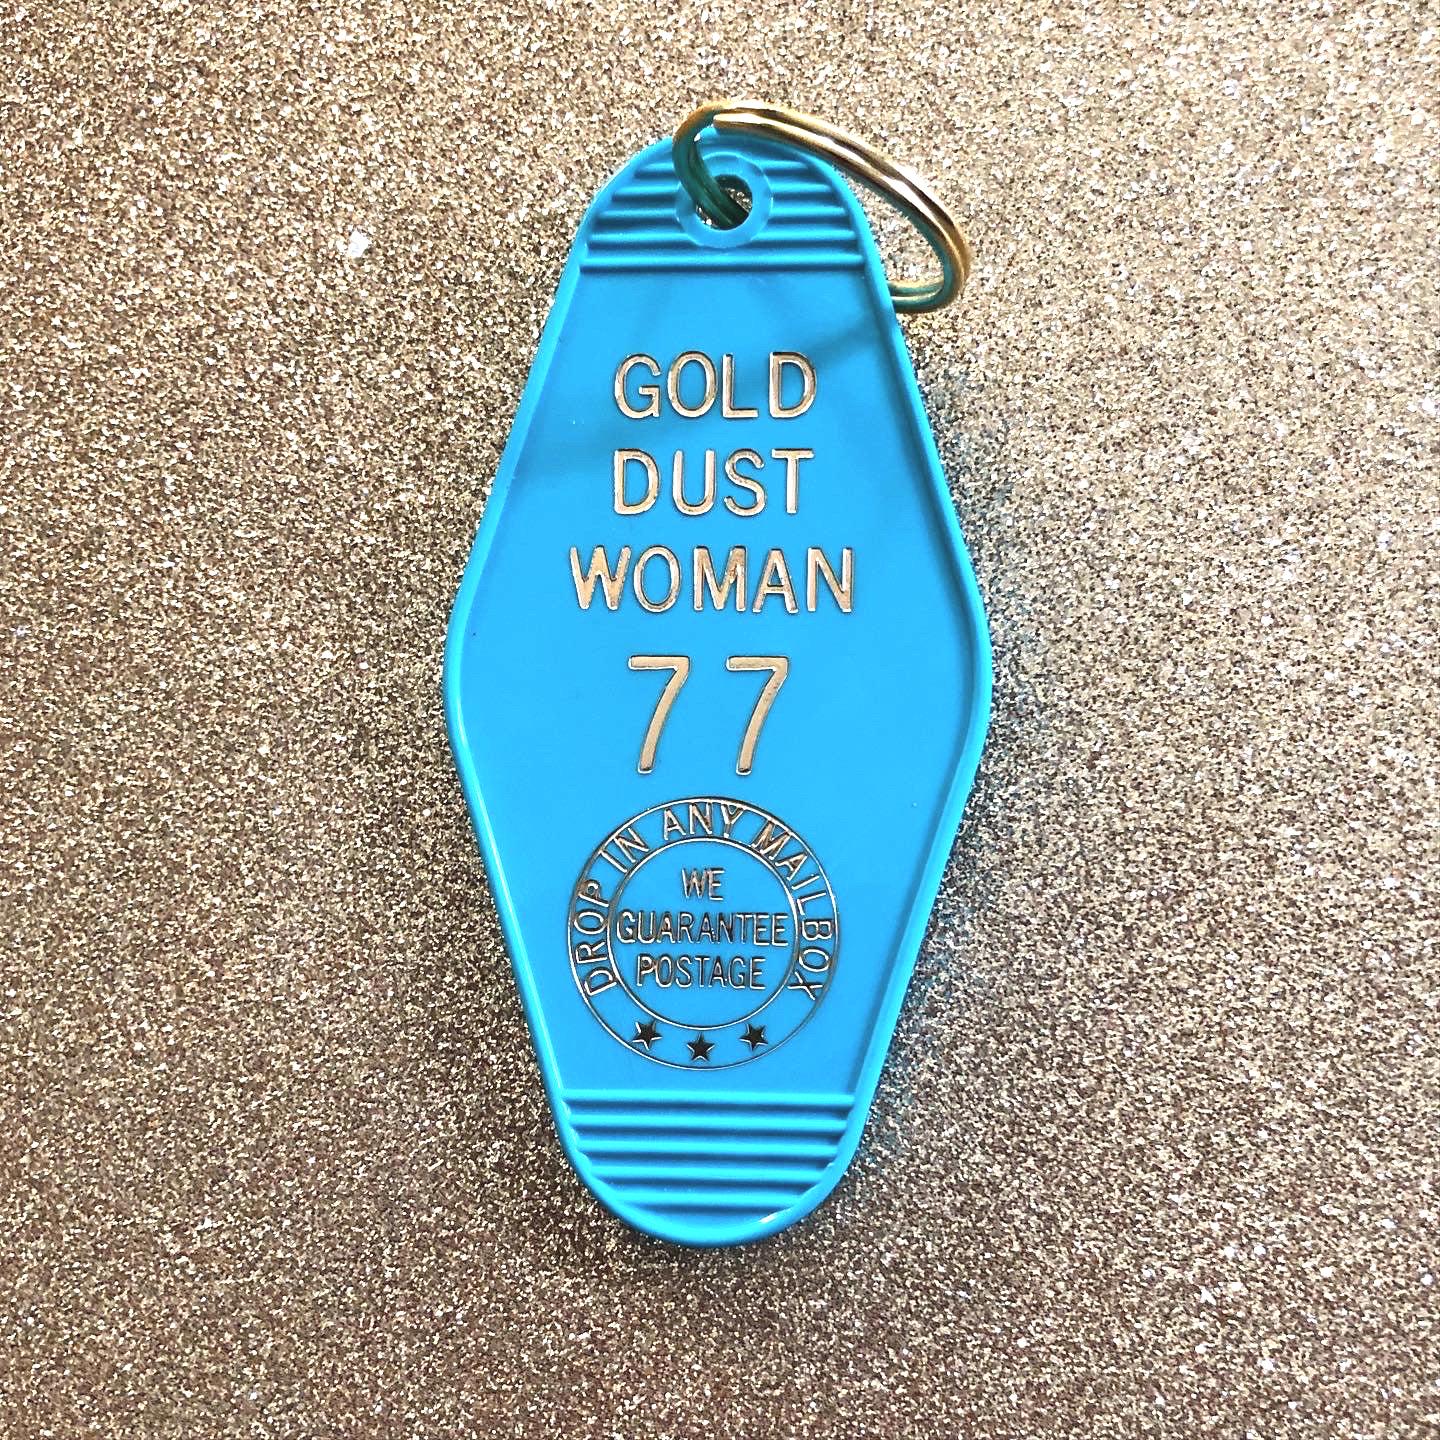 GOLD
DUST
WOMAN
77
DROP IN ANY MAILBOX
WE
GUARANTEE
POSTAGE